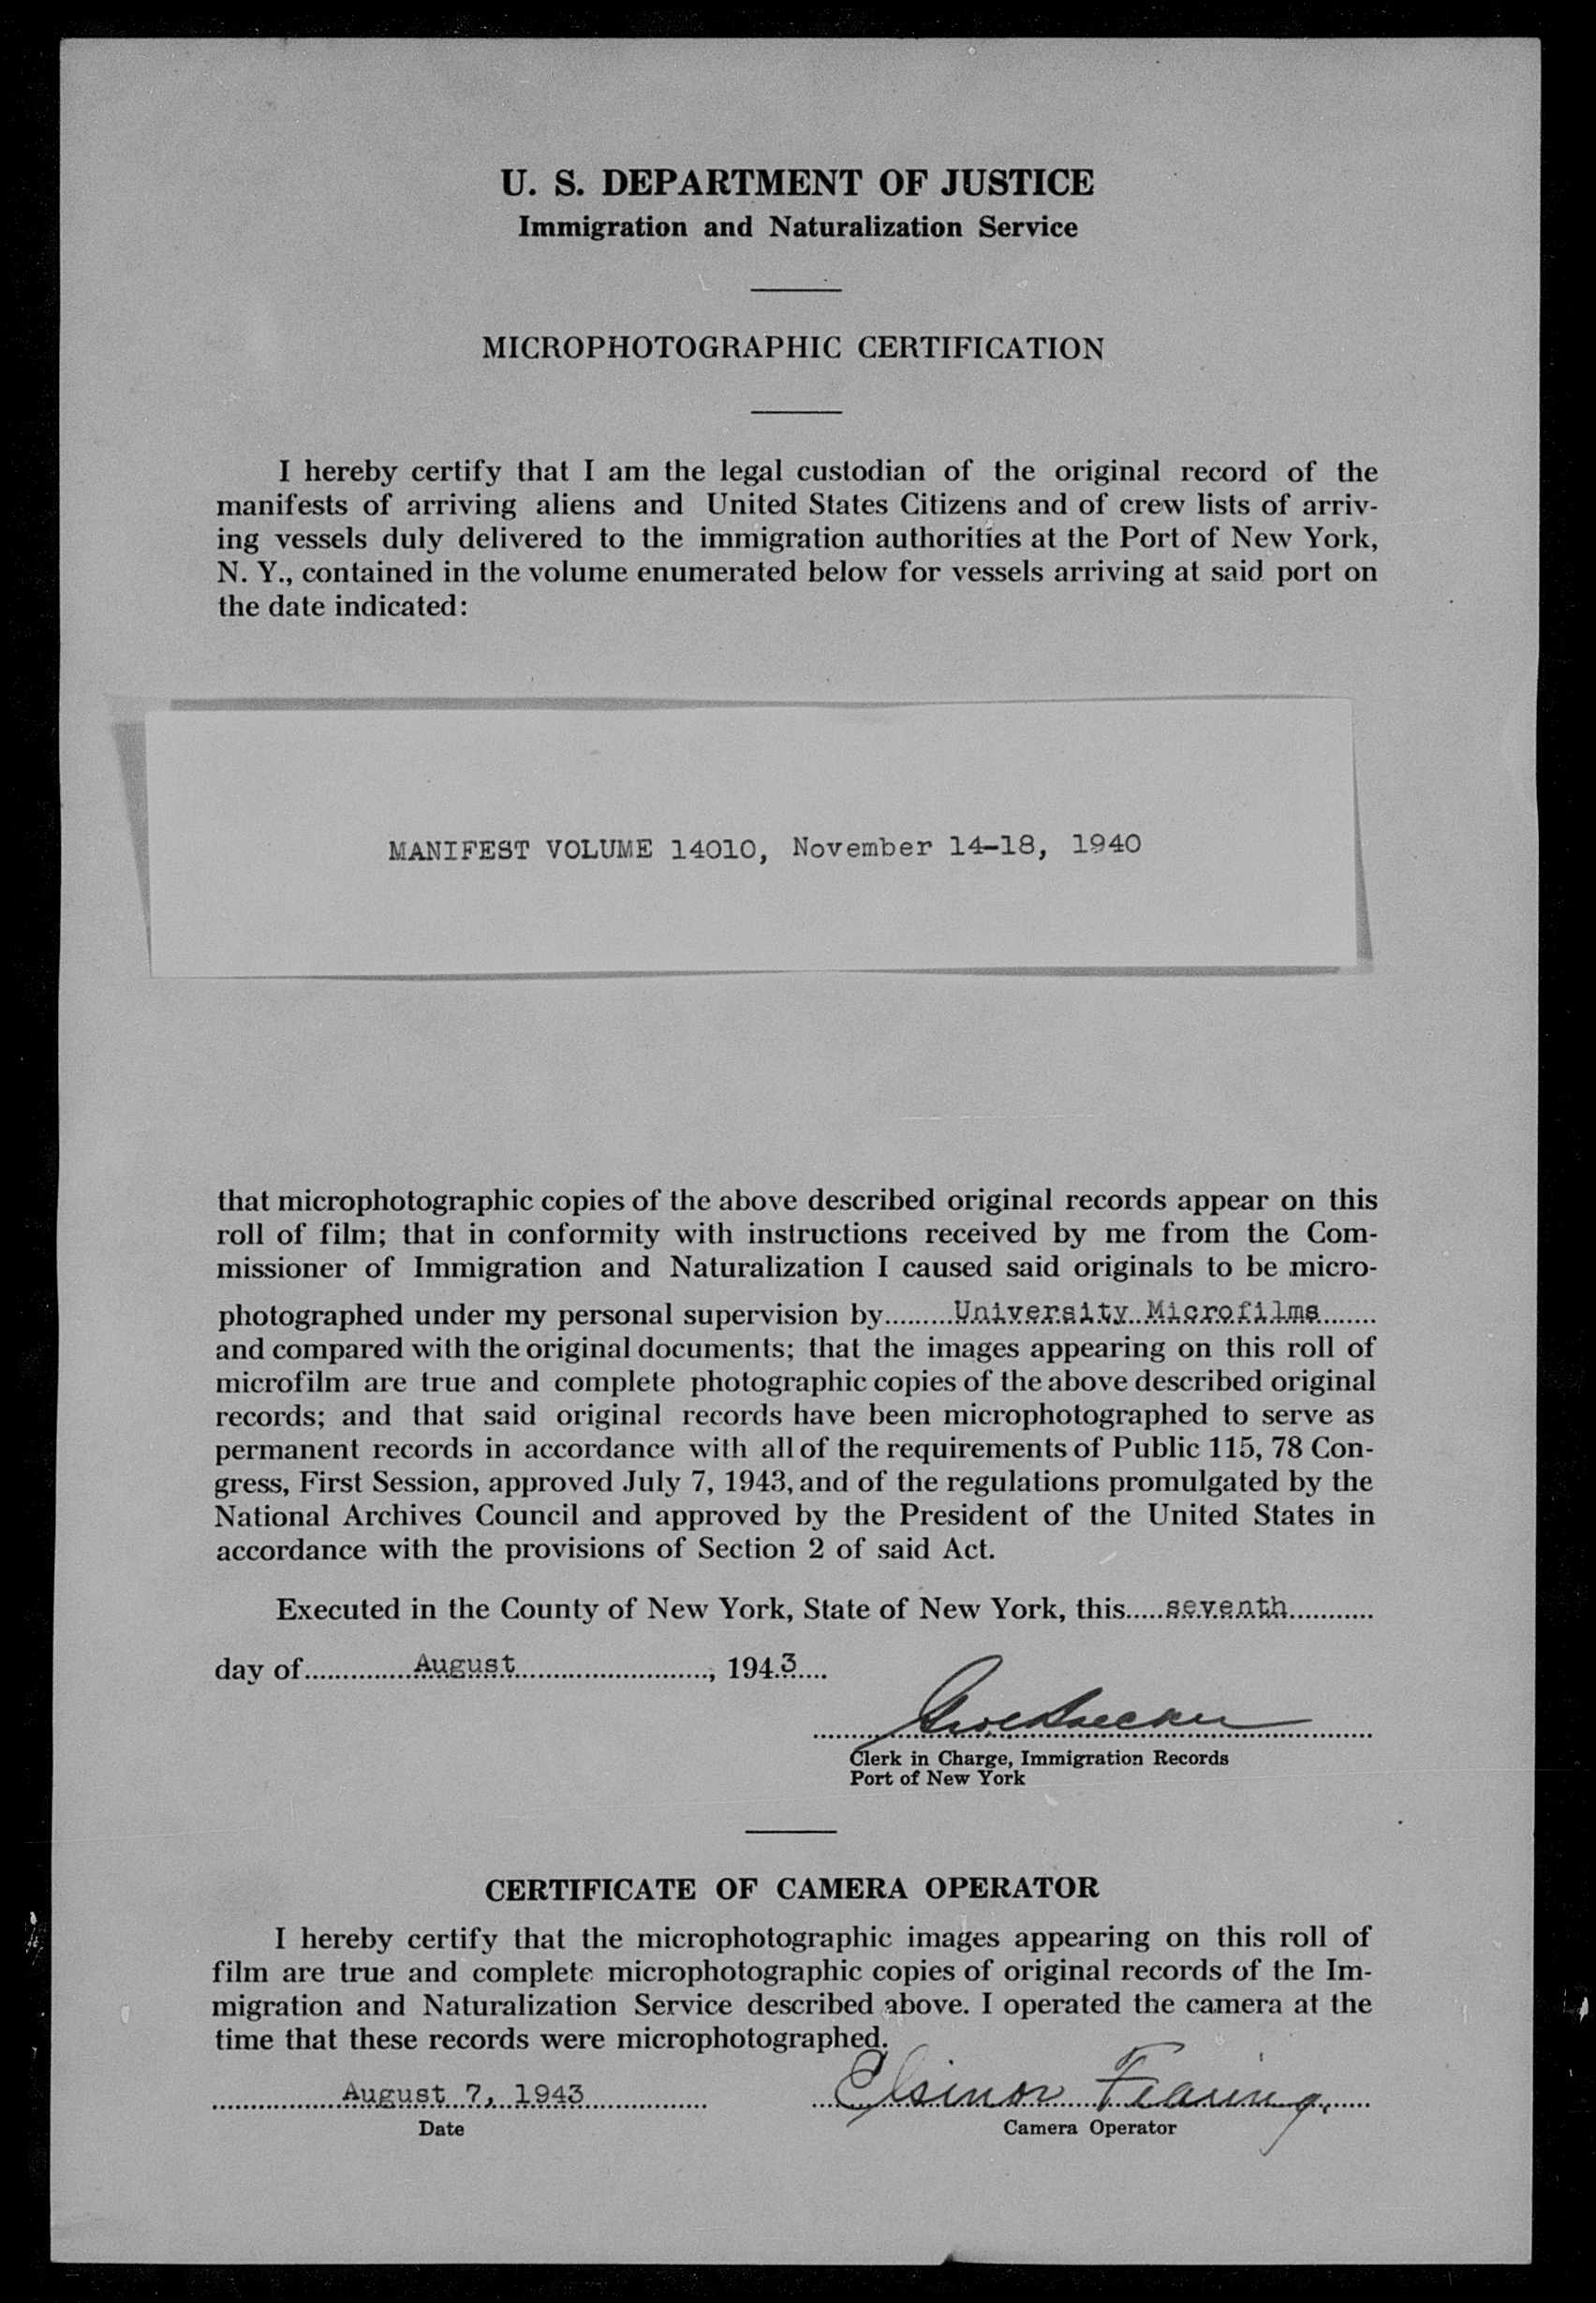 U. S. DEPARTMENT OF JUSTICE
Immigration and Naturalization Service
MICROPHOTOGRAPHIC CERTIFICATION
I hereby certify that I am the legal custodian of the original record of the
manifests of arriving aliens and United States Citizens and of crew lists of arriv-
ing vessels duly delivered to the immigration authorities at the Port of New York,
N. Y., contained in the volume enumerated below for vessels arriving at said port on
the date indicated:
MANIFEST VOLUME 14010, November 14-18, 1940
that microphotographic copies of the above described original records appear on this
roll of film; that in conformity with instructions received by me from the Com-
missioner of Immigration and Naturalization I caused said originals to be micro-
photographed under my personal supervision by.........University Microfilms........
and compared with the original documents; that the images appearing on this roll of
microfilm are true and complete photographic copies of the above described original
records; and that said original records have been microphotographed to serve as
permanent records in accordance with all of the requirements of Public 115, 78 Con-
gress, First Session, approved July 7, 1943, and of the regulations promulgated by the
National Archives Council and approved by the President of the United States in
accordance with the provisions of Section 2 of said Act.
Executed in the County of New York, State of New York, this.....seventh...........
day of..............August........................., 1943....
Clerk in Charge, Immigration Records
Port of New York
CERTIFICATE OF CAMERA OPERATOR
I hereby certify that the microphotographic images appearing on this roll of
film are true and complete microphotographic copies of original records of the Im-
migration and Naturalization Service described above. I operated the camera at the
time that these records were microphotographed.
August 7, 1943 Elsinor Fearing
Date Camera Operator